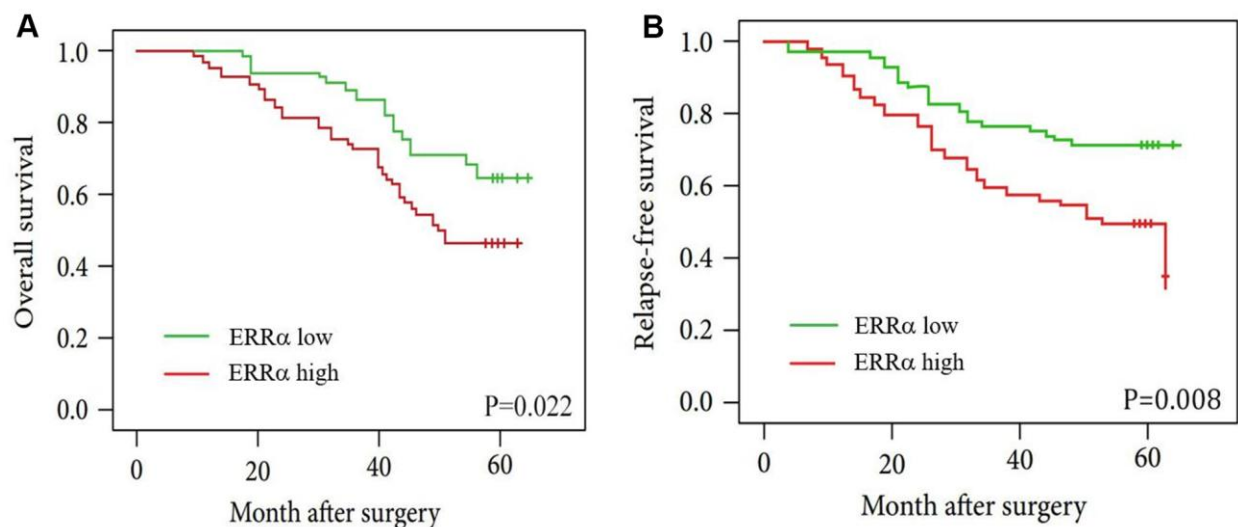 A
Overall survival
1.0
0.8
0.6
0.4
0.2
0.0
ERRα low
ERRα high
P=0.022
0 20 40 60
Month after surgery
B
Relapse-free survival
1.0
0.8
0.6
0.4
0.2
0.0
ERRα low
ERRα high
P=0.008
0 20 40 60
Month after surgery